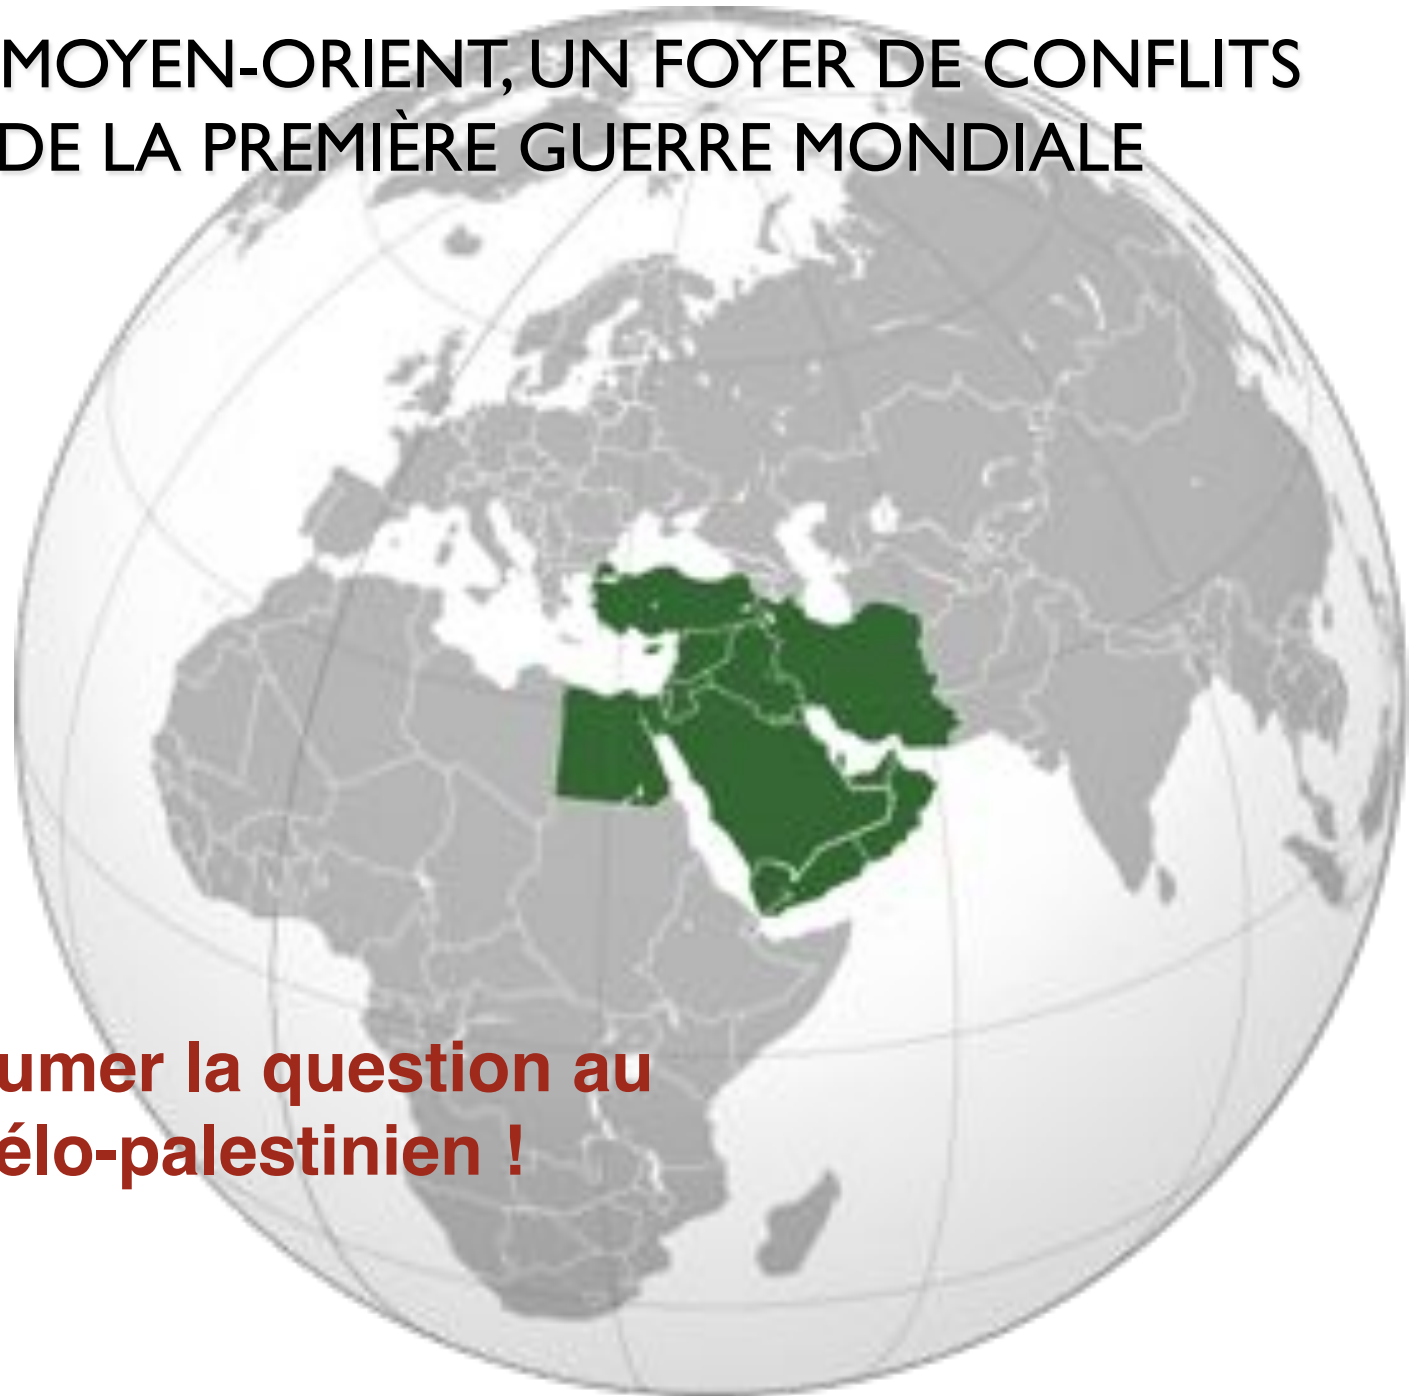 MOYEN-ORIENT, UN FOYER DE CONFLITS
DE LA PREMIÈRE GUERRE MONDIALE
umer la question au
élo-palestinien !